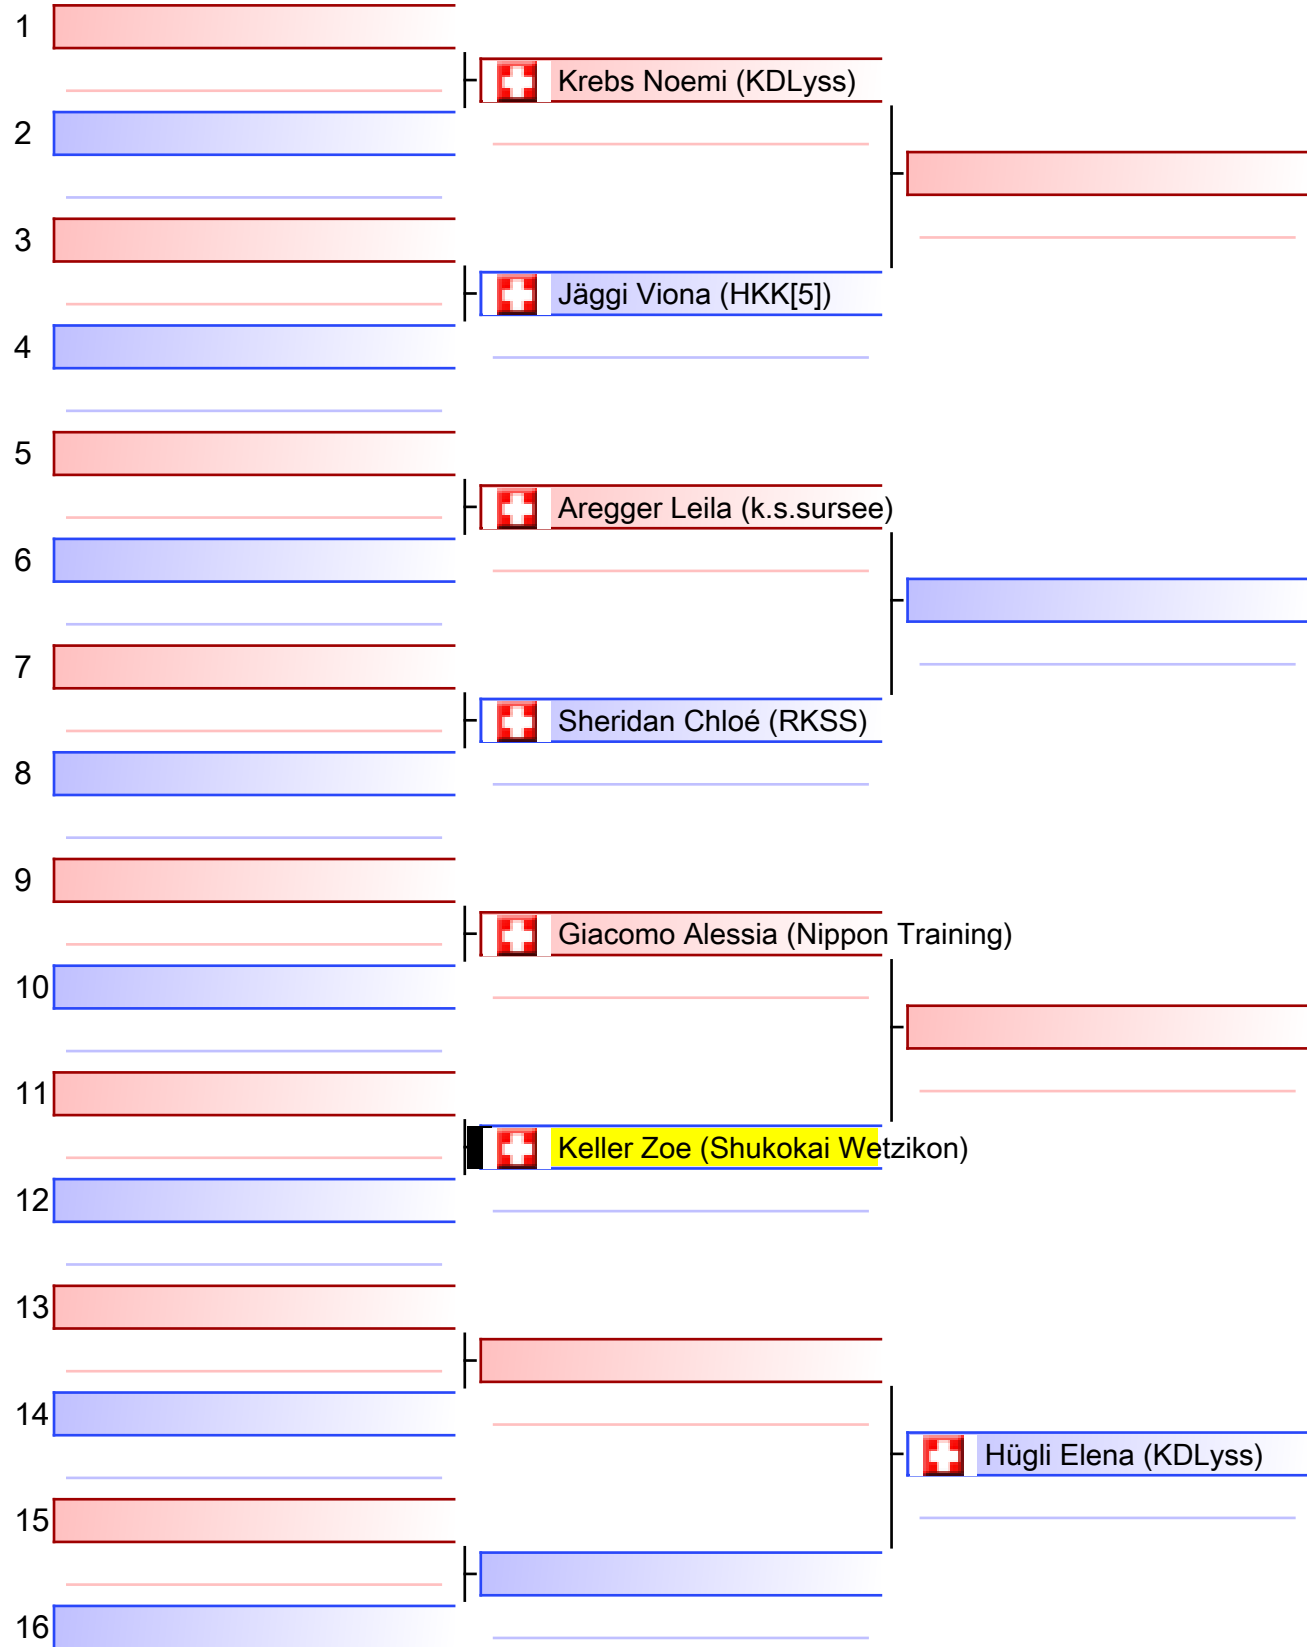 1
Krebs Noemi (KDLyss)
2
3
Jäggi Viona (HKK[5])
4
5
Aregger Leila (k.s.sursee)
6
7
Sheridan Chloé (RKSS)
8
9
Giacomo Alessia (Nippon Training)
10
11
Keller Zoe (Shukokai Wetzikon)
12
13
14
Hügli Elena (KDLyss)
15
16